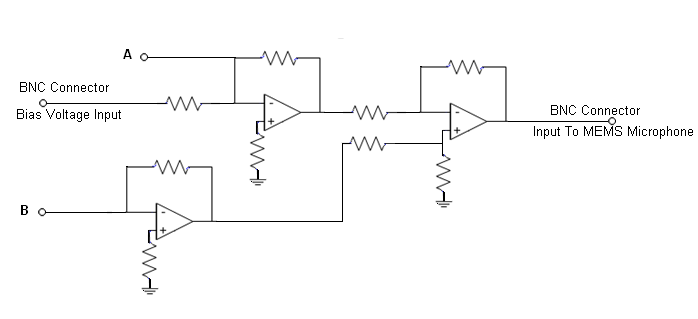 A
BNC Connector
Bias Voltage Input
-
+
-
+
BNC Connector
Input To MEMS Microphone
B
-
+